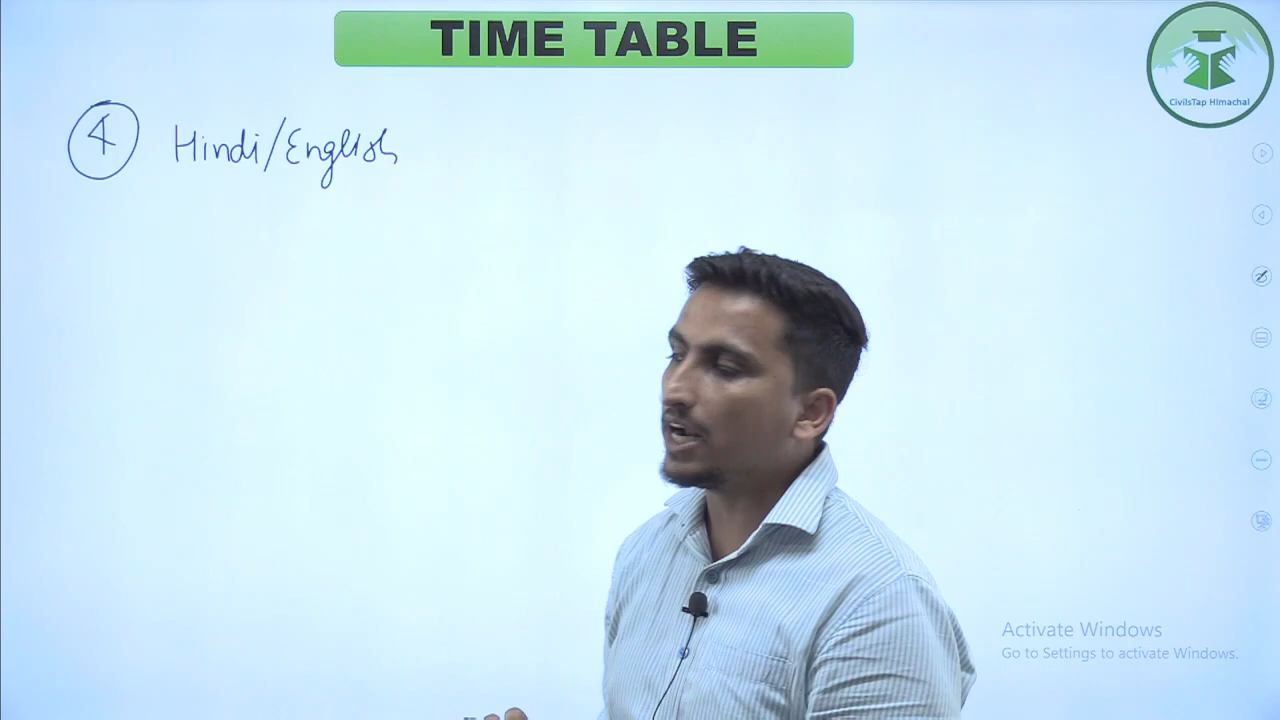 TIME TABLE
CivilsTap HImachal
4 Hindi/English
Activate Windows
Go to Settings to activate Windows.